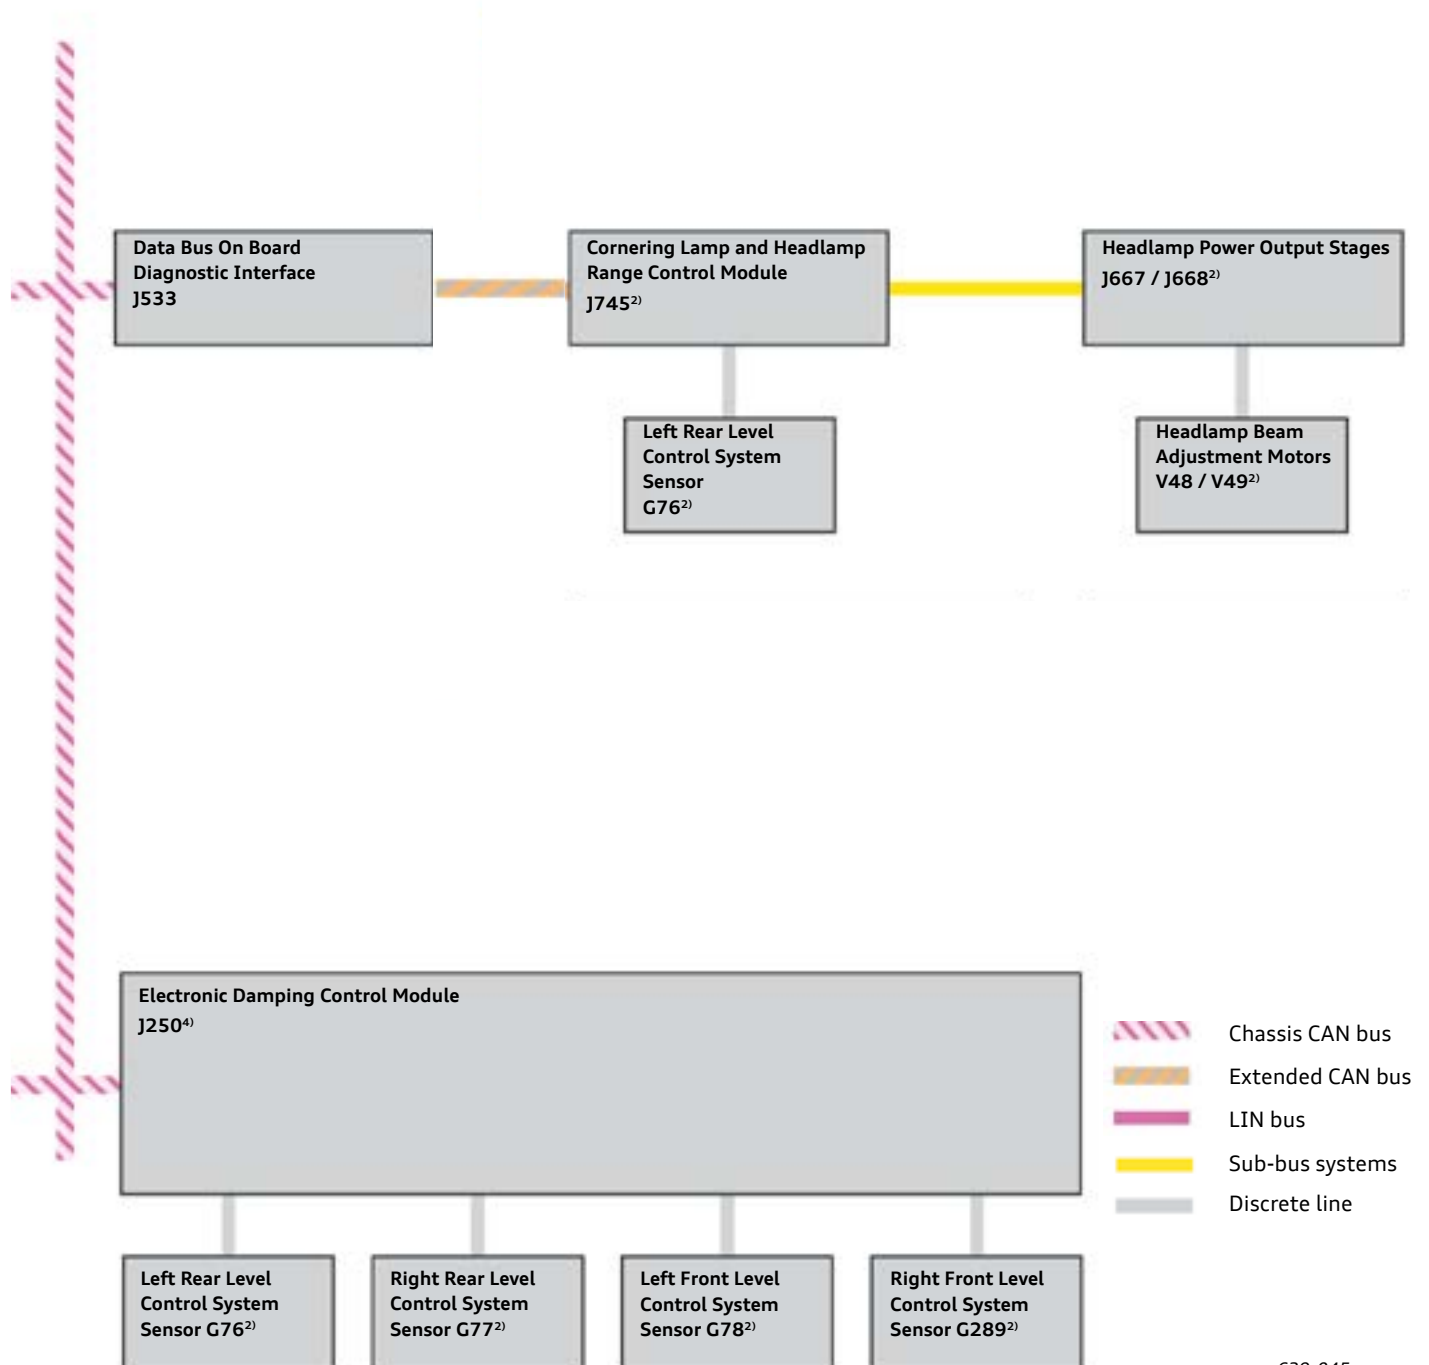 Data Bus On Board
Diagnostic Interface
J533
Cornering Lamp and Headlamp
Range Control Module
J745²⁾
Headlamp Power Output Stages
J667 / J668²⁾
Left Rear Level
Control System
Sensor
G76²⁾
Headlamp Beam
Adjustment Motors
V48 / V49²⁾
Electronic Damping Control Module
J250⁴⁾
Chassis CAN bus
Extended CAN bus
LIN bus
Sub-bus systems
Discrete line
Left Rear Level
Control System
Sensor G76²⁾
Right Rear Level
Control System
Sensor G77²⁾
Left Front Level
Control System
Sensor G78²⁾
Right Front Level
Control System
Sensor G289²⁾